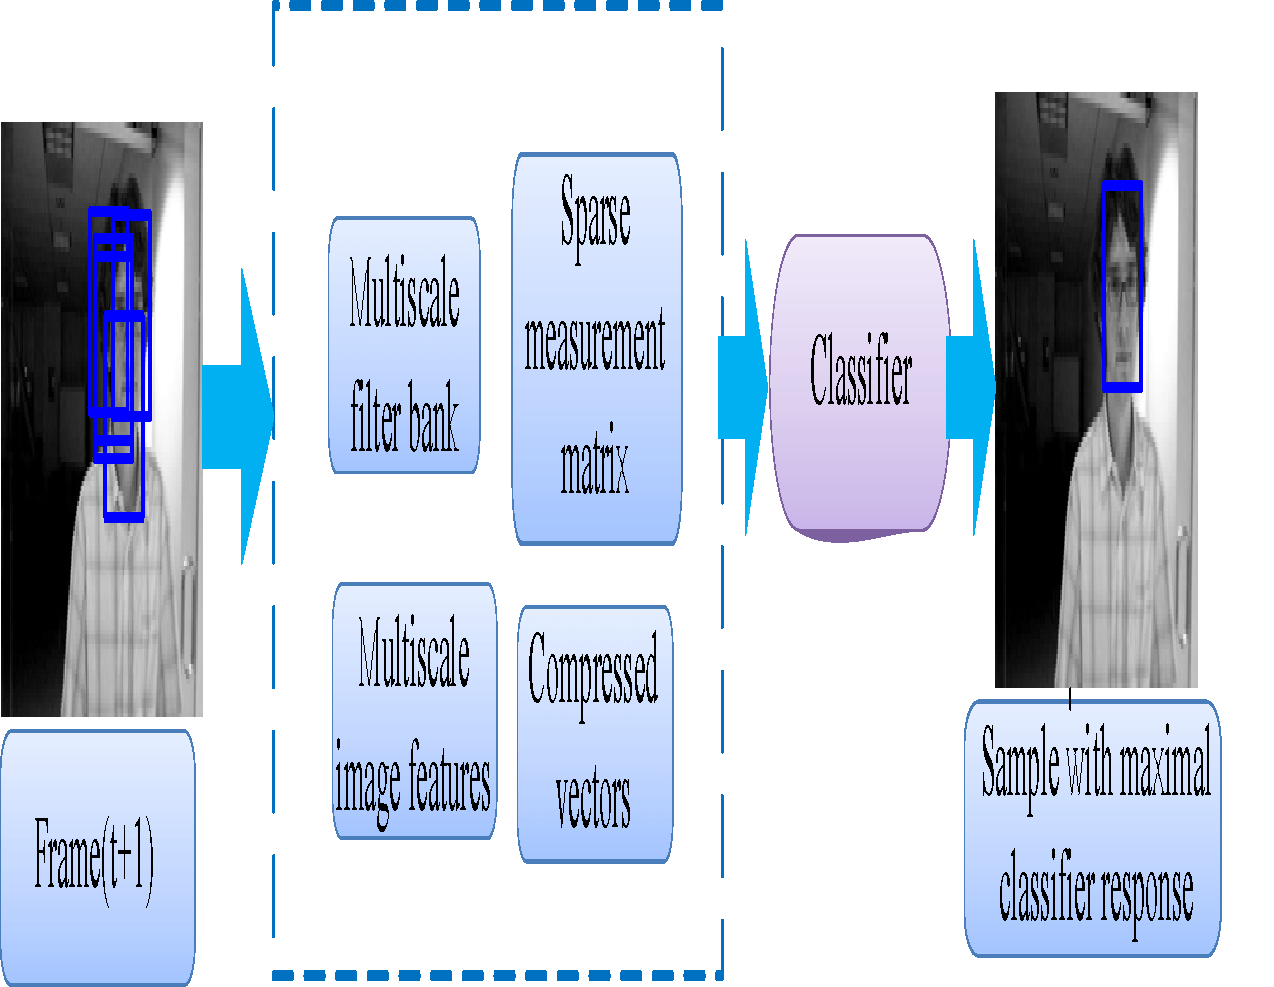 Multiscale
filter bank
Sparse
measurement
matrix
Multiscale
image features
Compressed
vectors
Classifier
Frame(t+1)
Sample with maximal
classifier response